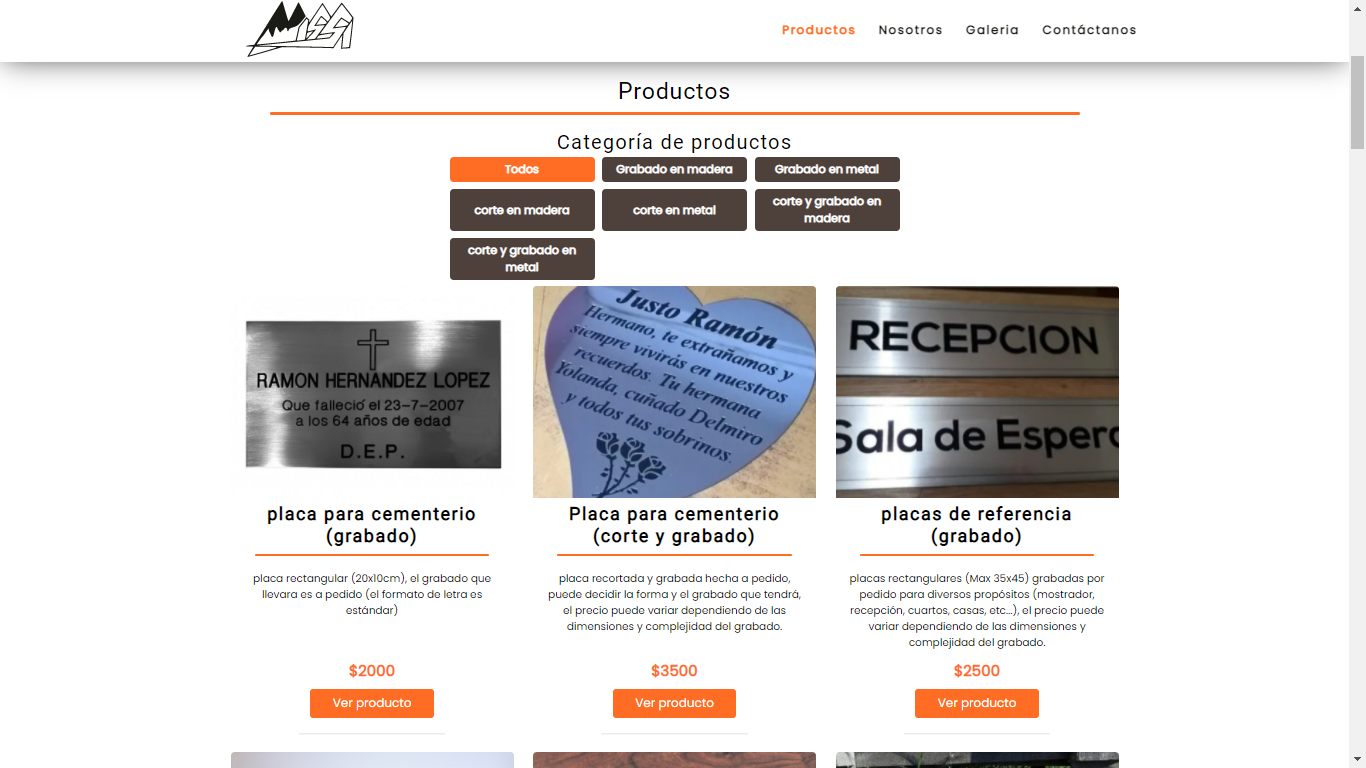 Missi
Productos
Nosotros
Galeria
Contáctanos
Productos
Categoría de productos
Todos
Grabado en madera
Grabado en metal
corte en madera
corte en metal
corte y grabado en
madera
corte y grabado en
metal
RAMON HERNANDEZ LOPEZ
Que falleció el 23-7-2007
a los 64 años de edad
D.E.P.
Justo Ramón
Hermano, te extrañamos y
siempre vivirás en nuestros
recuerdos. Tu hermana
Yolanda, cuñado Delmiro
y todos tus sobrinos.
RECEPCION
Sala de Espera
placa para cementerio
(grabado)
placa rectangular (20x10cm), el grabado que
llevara es a pedido (el formato de letra es
estándar)
$2000
Ver producto
Placa para cementerio
(corte y grabado)
placa recortada y grabada hecha a pedido,
puede decidir la forma y el grabado que tendrá,
el precio puede variar dependiendo de las
dimensiones y complejidad del grabado.
$3500
Ver producto
placas de referencia
(grabado)
placas rectangulares (Max 35x45) grabadas por
pedido para diversos propósitos (mostrador,
recepción, cuartos, casas, etc...), el precio puede
variar dependiendo de las dimensiones y
complejidad del grabado.
$2500
Ver producto